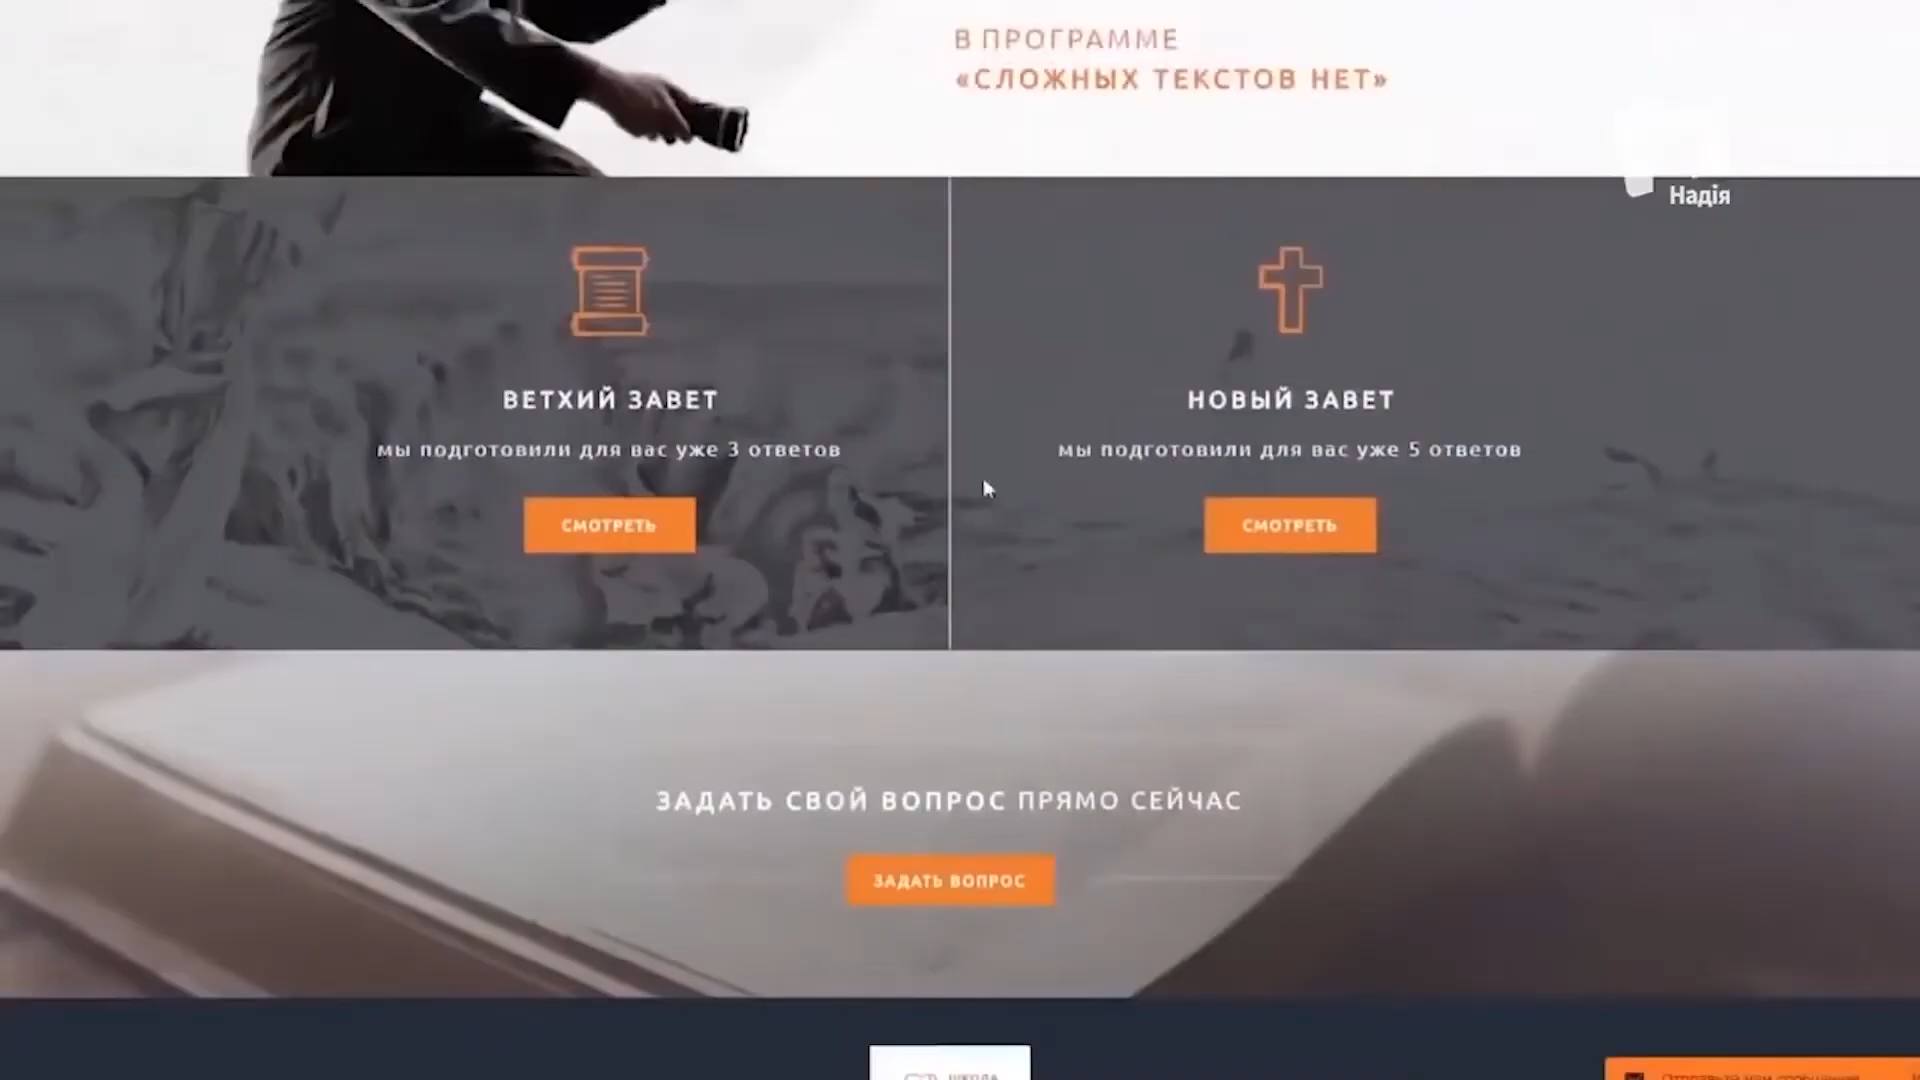 В ПРОГРАММЕ
«СЛОЖНЫХ ТЕКСТОВ НЕТ»
Надія
ВЕТХИЙ ЗАВЕТ
мы подготовили для вас уже 3 ответов
СМОТРЕТЬ
НОВЫЙ ЗАВЕТ
мы подготовили для вас уже 5 ответов
СМОТРЕТЬ
ЗАДАТЬ СВОЙ ВОПРОС ПРЯМО СЕЙЧАС
ЗАДАТЬ ВОПРОС